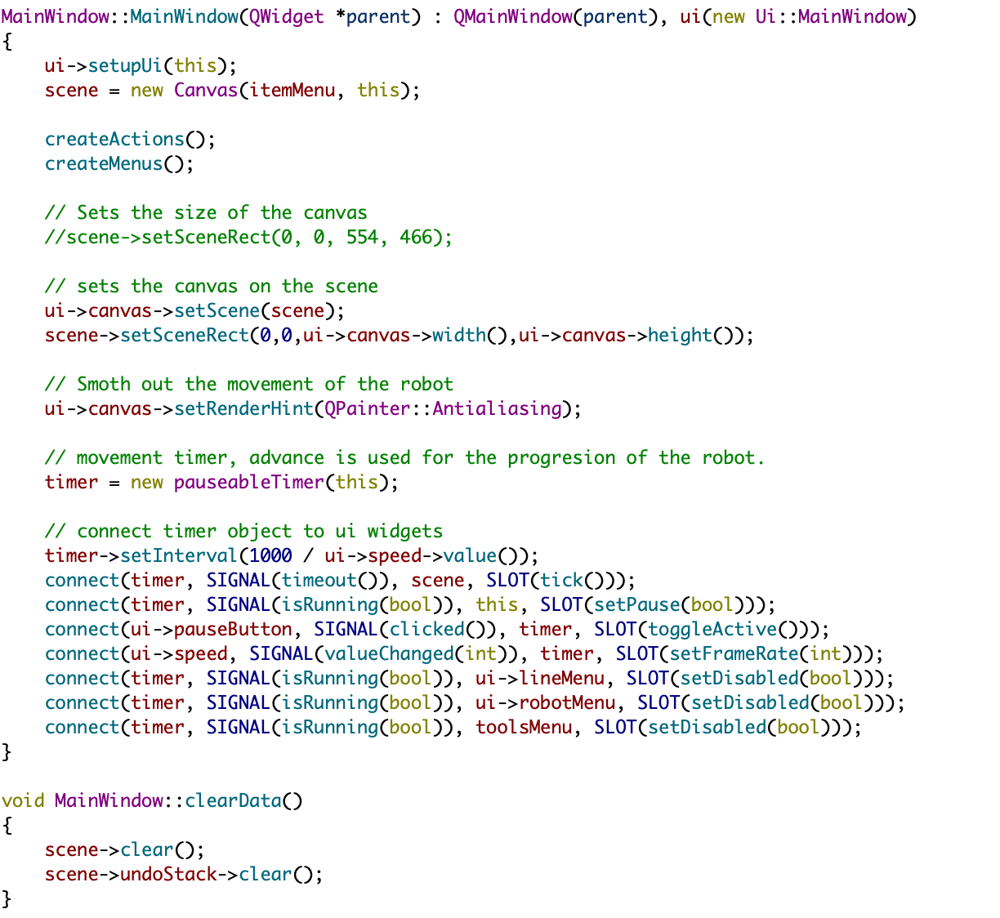 MainWindow::MainWindow(QWidget *parent) : QMainWindow(parent), ui(new Ui::MainWindow)
{
    ui->setupUi(this);
    scene = new Canvas(itemMenu, this);

    createActions();
    createMenus();

    // Sets the size of the canvas
    //scene->setSceneRect(0, 0, 554, 466);

    // sets the canvas on the scene
    ui->canvas->setScene(scene);
    scene->setSceneRect(0,0,ui->canvas->width(),ui->canvas->height());

    // Smoth out the movement of the robot
    ui->canvas->setRenderHint(QPainter::Antialiasing);

    // movement timer, advance is used for the progresion of the robot.
    timer = new pauseableTimer(this);

    // connect timer object to ui widgets
    timer->setInterval(1000 / ui->speed->value());
    connect(timer, SIGNAL(timeout()), scene, SLOT(tick()));
    connect(timer, SIGNAL(isRunning(bool)), this, SLOT(setPause(bool)));
    connect(ui->pauseButton, SIGNAL(clicked()), timer, SLOT(toggleActive()));
    connect(ui->speed, SIGNAL(valueChanged(int)), timer, SLOT(setFrameRate(int)));
    connect(timer, SIGNAL(isRunning(bool)), ui->lineMenu, SLOT(setDisabled(bool)));
    connect(timer, SIGNAL(isRunning(bool)), ui->robotMenu, SLOT(setDisabled(bool)));
    connect(timer, SIGNAL(isRunning(bool)), toolsMenu, SLOT(setDisabled(bool)));
}

void MainWindow::clearData()
{
    scene->clear();
    scene->undoStack->clear();
}